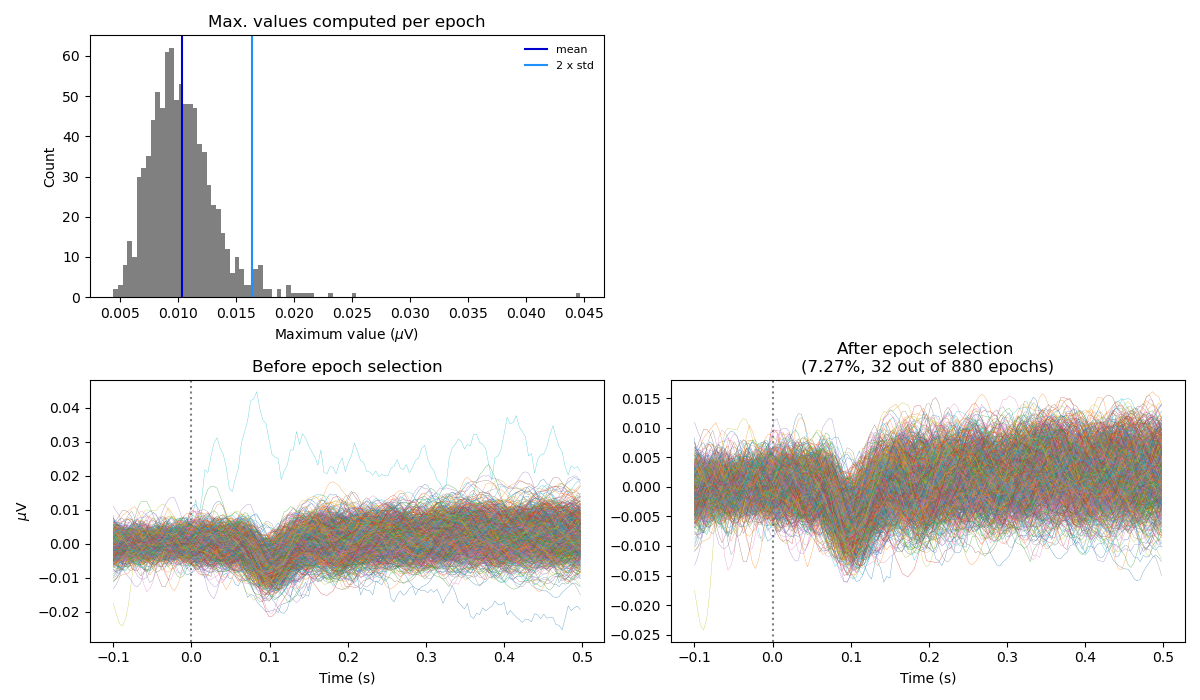 Max. values computed per epoch
mean
2 x std
Count
60
50
40
30
20
10
0
0.005 0.010 0.015 0.020 0.025 0.030 0.035 0.040 0.045
Maximum value (μV)
Before epoch selection
μV
0.04
0.03
0.02
0.01
0.00
−0.01
−0.02
−0.1 0.0 0.1 0.2 0.3 0.4 0.5
Time (s)
After epoch selection
(7.27%, 32 out of 880 epochs)
0.015
0.010
0.005
0.000
−0.005
−0.010
−0.015
−0.020
−0.025
−0.1 0.0 0.1 0.2 0.3 0.4 0.5
Time (s)